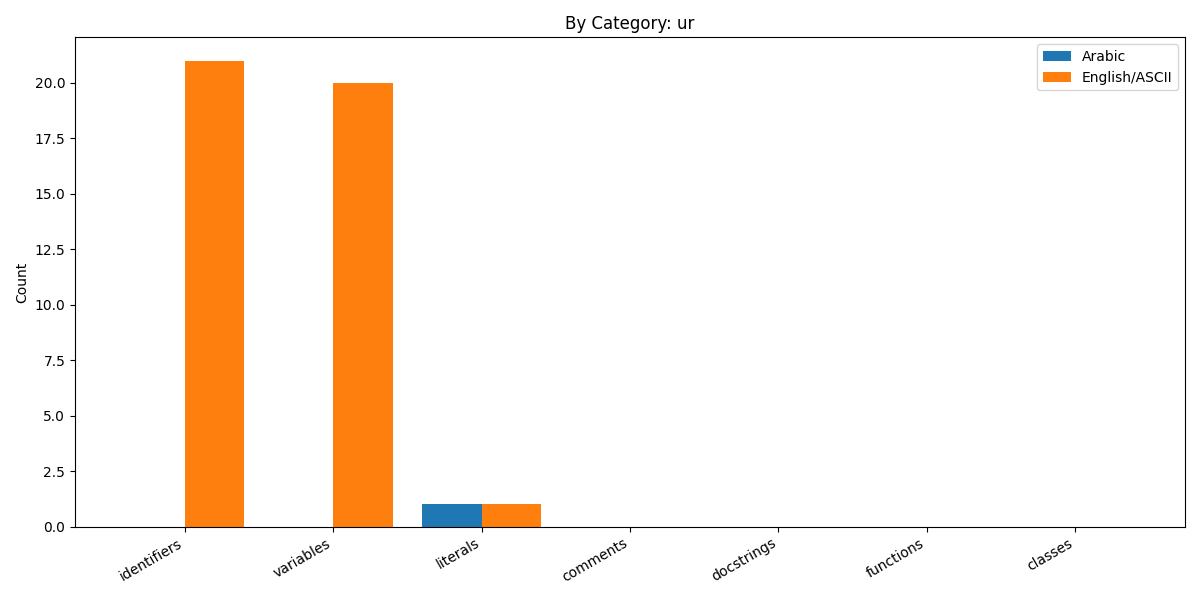 By Category: ur
Arabic
English/ASCII
Count
20.0
17.5
15.0
12.5
10.0
7.5
5.0
2.5
0.0
identifiers
variables
literals
comments
docstrings
functions
classes